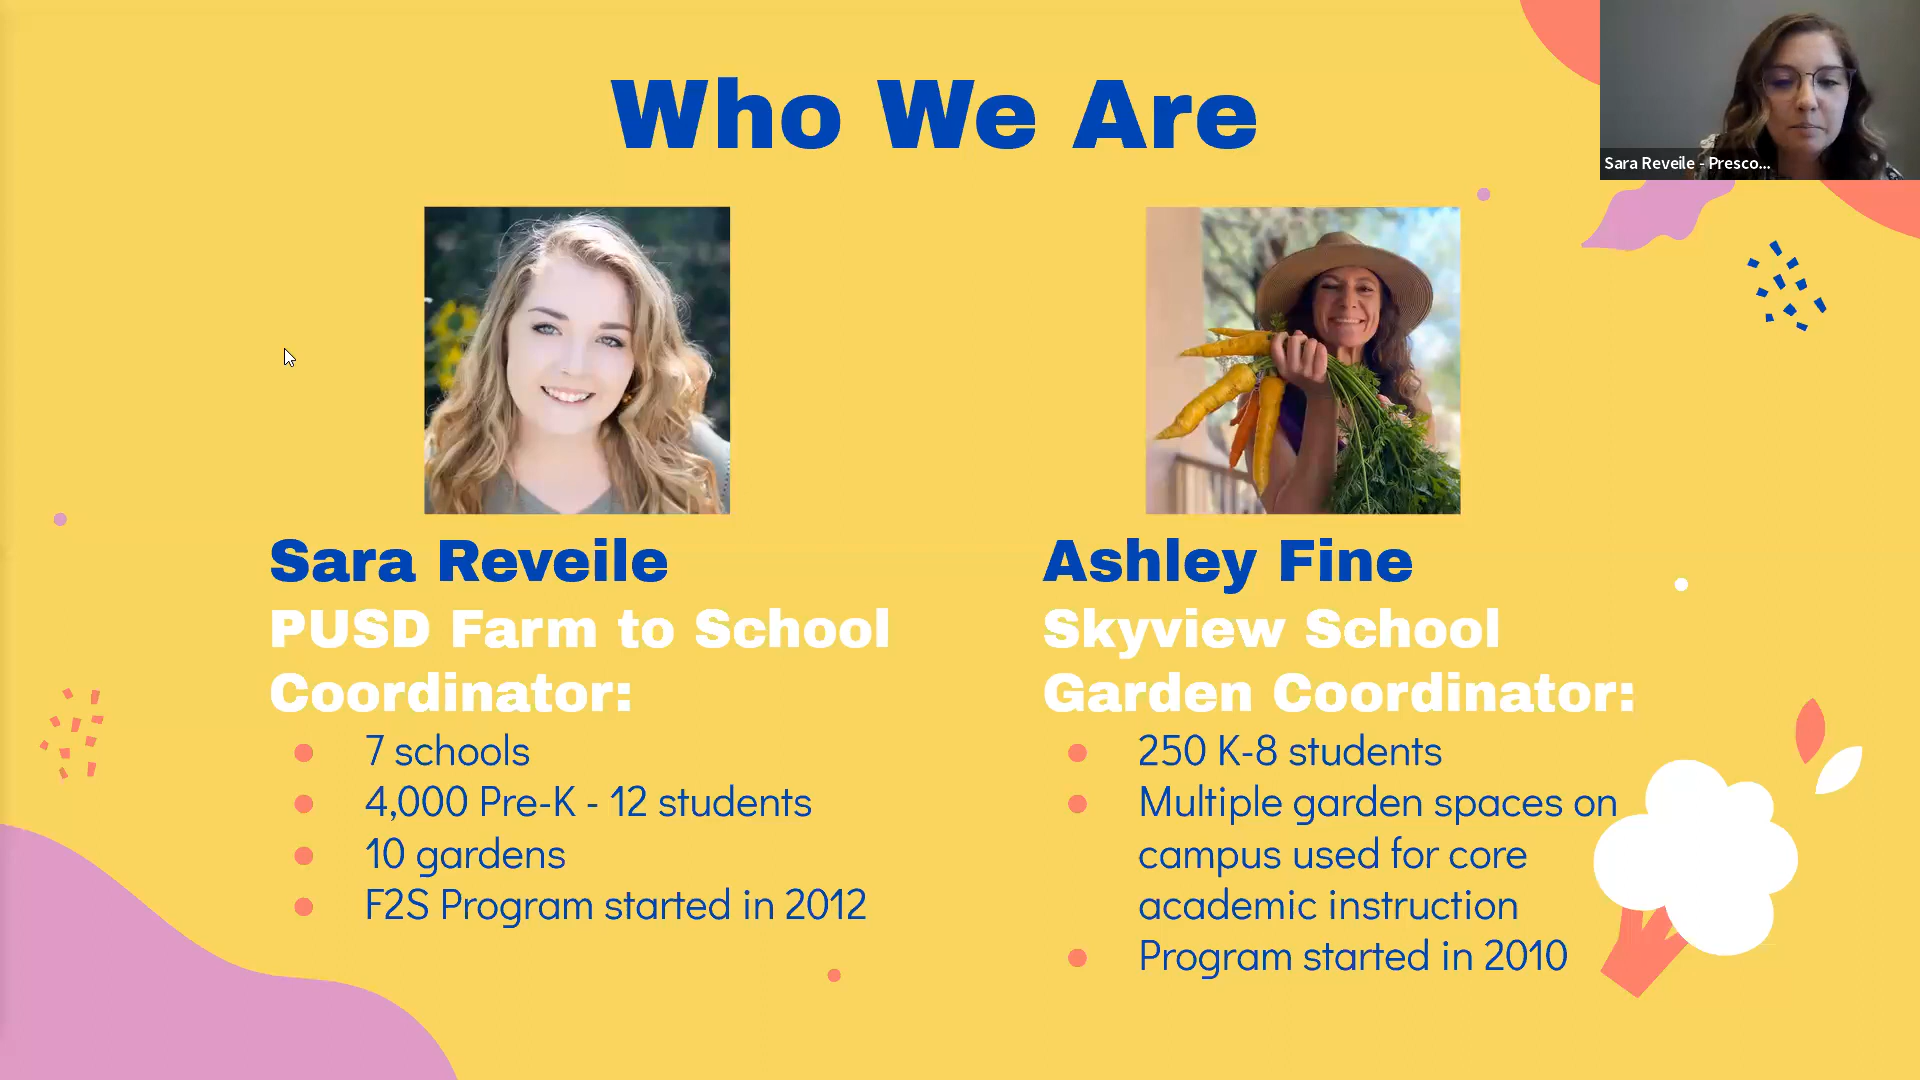 Who We Are
Sara Reveile - Presco...
Sara Reveile
PUSD Farm to School
Coordinator:
7 schools
4,000 Pre-K - 12 students
10 gardens
F2S Program started in 2012
Ashley Fine
Skyview School
Garden Coordinator:
250 K-8 students
Multiple garden spaces on
campus used for core
academic instruction
Program started in 2010